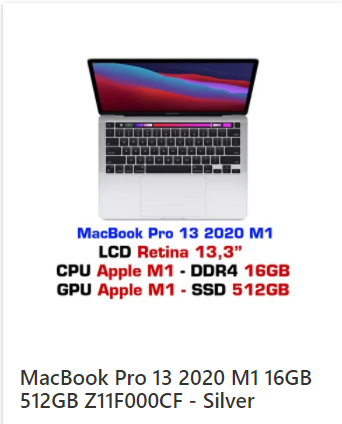 MacBook Pro 13 2020 M1
LCD Retina 13,3”
CPU Apple M1 - DDR4 16GB
GPU Apple M1 - SSD 512GB
MacBook Pro 13 2020 M1 16GB
512GB Z11F000CF - Silver